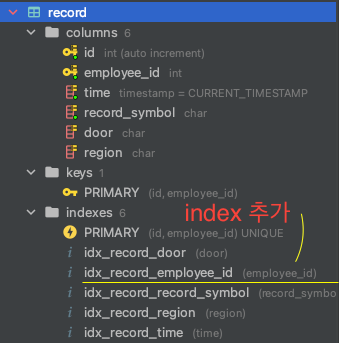 record
columns 6
id int (auto increment)
employee_id int
time timestamp = CURRENT_TIMESTAMP
record_symbol char
door char
region char
keys 1
PRIMARY (id, employee_id)
indexes 6
index 추가
PRIMARY (id, employee_id) UNIQUE
idx_record_door (door)
idx_record_employee_id (employee_id)
idx_record_record_symbol (record_symbo
idx_record_region (region)
idx_record_time (time)